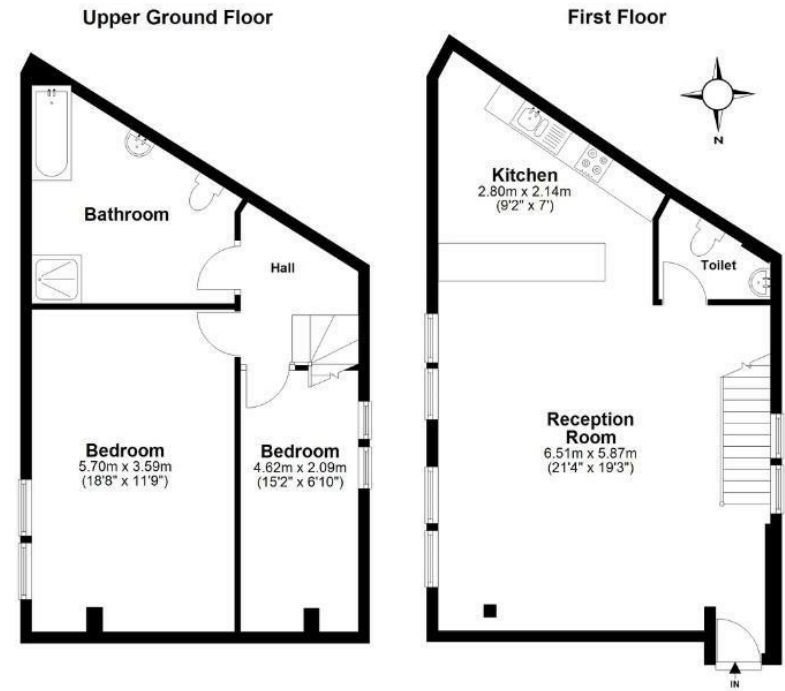 Upper Ground Floor
Bathroom
Hall
Bedroom
5.70m x 3.59m
(18'8" x 11'9")
Bedroom
4.62m x 2.09m
(15'2" x 6'10")
First Floor
N
Kitchen
2.80m x 2.14m
(9'2" x 7')
Toilet
Reception
Room
6.51m x 5.87m
(21'4" x 19'3")
IN